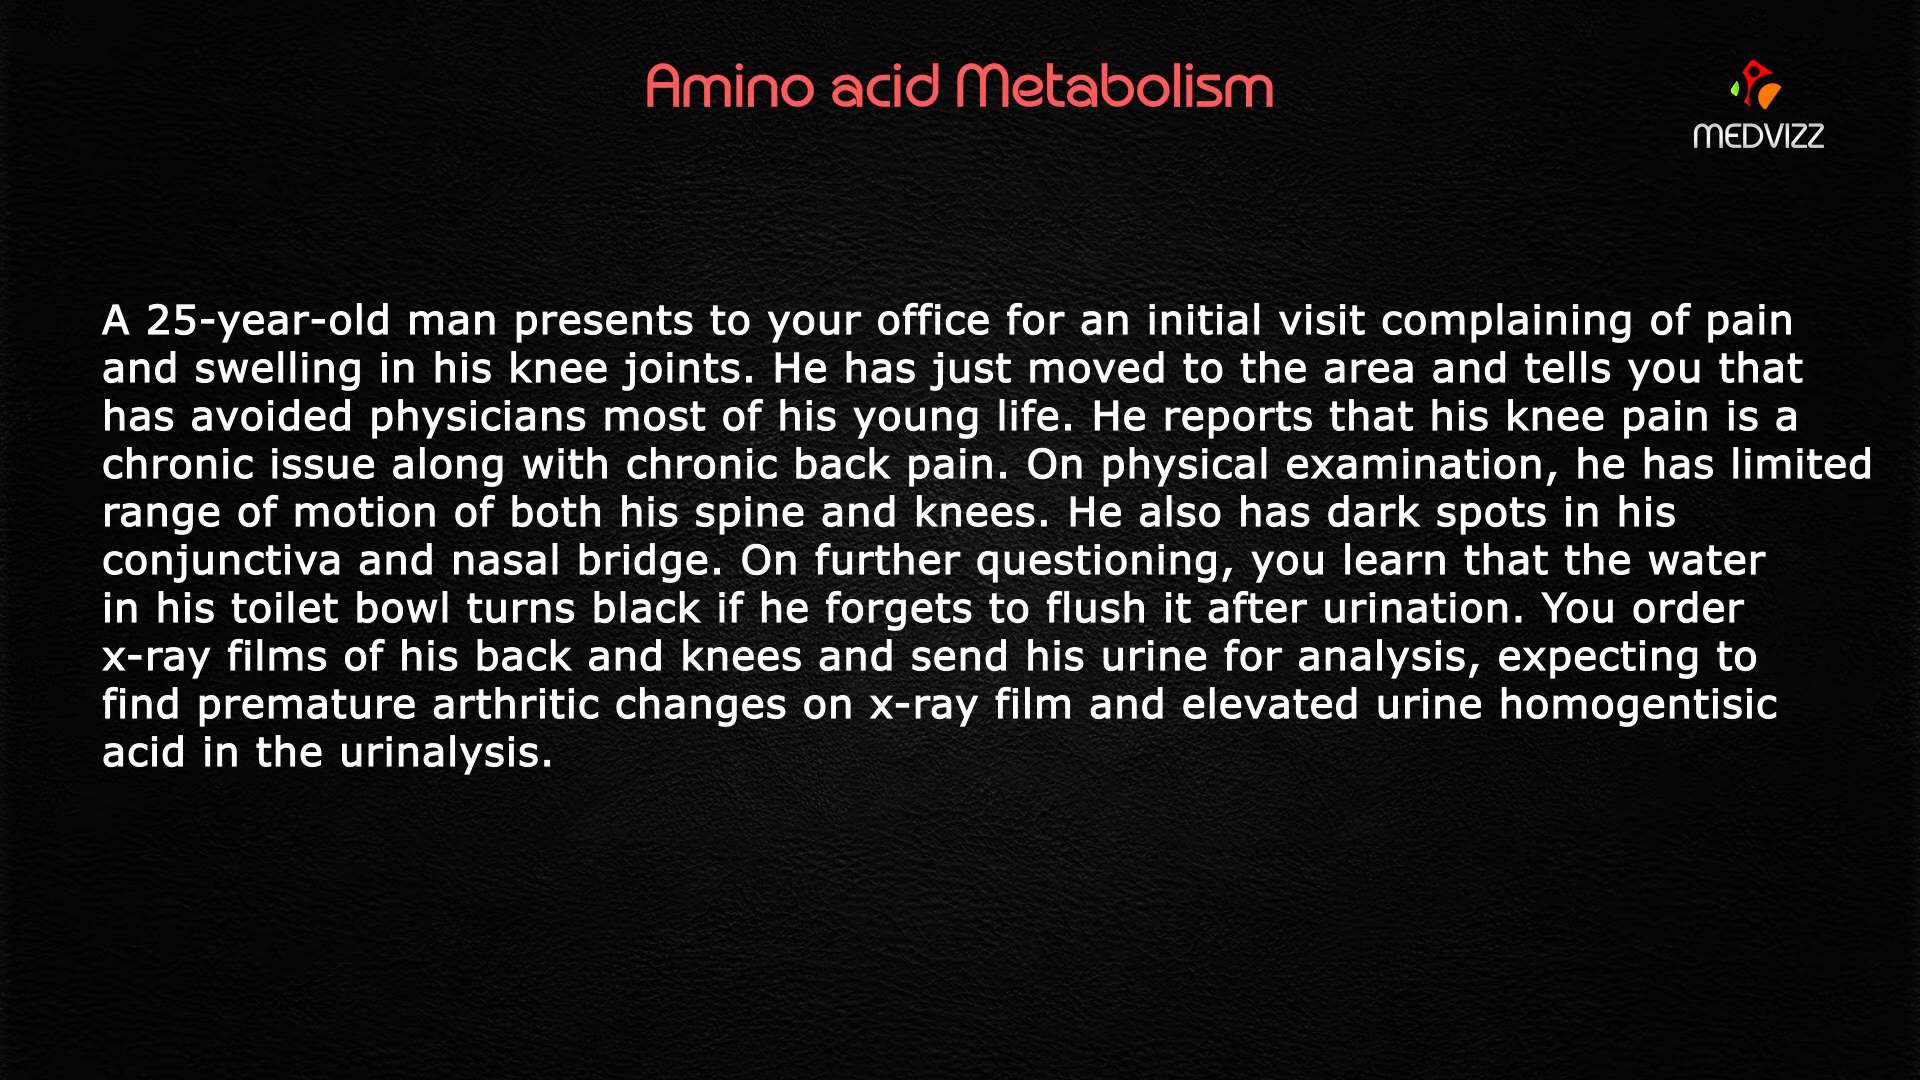 Amino acid Metabolism
MEDVIZZ
A 25-year-old man presents to your office for an initial visit complaining of pain
and swelling in his knee joints. He has just moved to the area and tells you that
has avoided physicians most of his young life. He reports that his knee pain is a
chronic issue along with chronic back pain. On physical examination, he has limited
range of motion of both his spine and knees. He also has dark spots in his
conjunctiva and nasal bridge. On further questioning, you learn that the water
in his toilet bowl turns black if he forgets to flush it after urination. You order
x-ray films of his back and knees and send his urine for analysis, expecting to
find premature arthritic changes on x-ray film and elevated urine homogentisic
acid in the urinalysis.